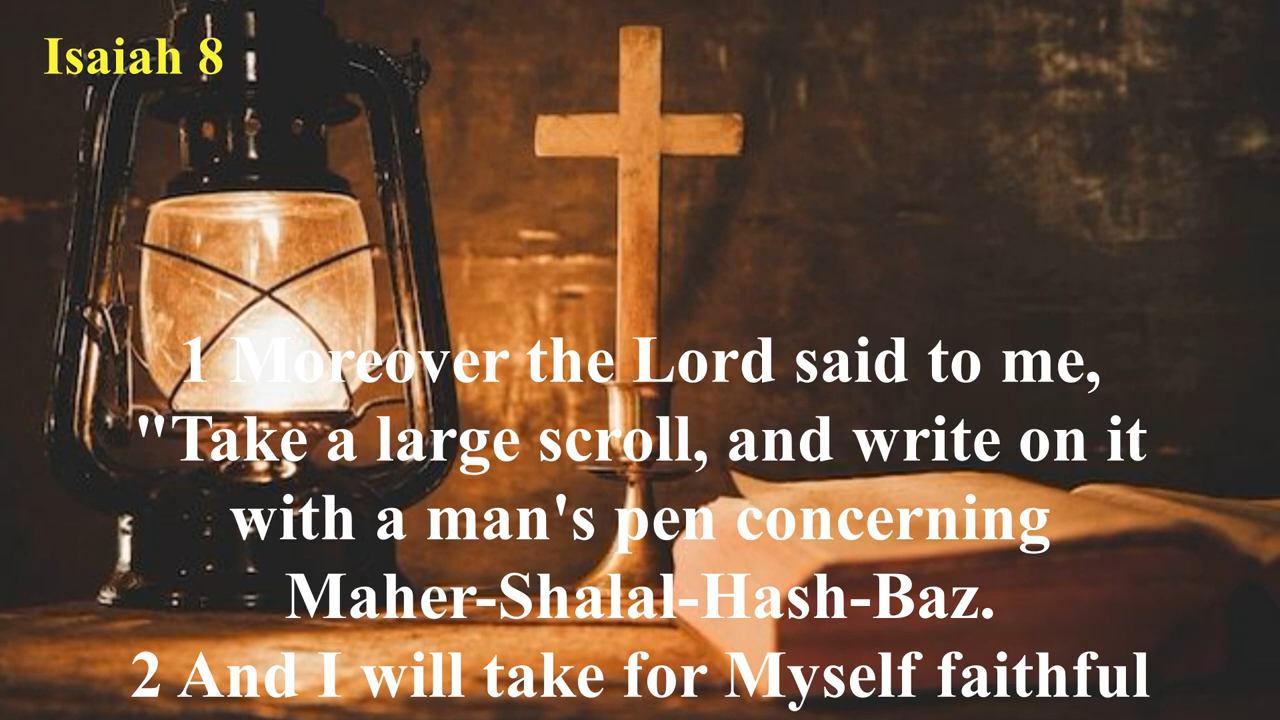 Isaiah 8
1 Moreover the Lord said to me,
"Take a large scroll, and write on it
with a man's pen concerning
Maher-Shalal-Hash-Baz.
2 And I will take for Myself faithful